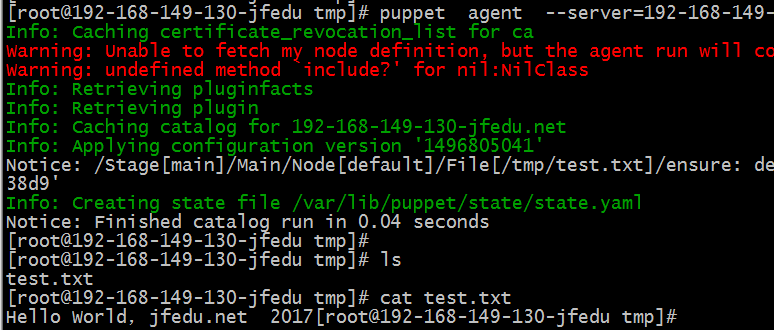 [root@192-168-149-130-jfedu tmp]# puppet  agent  --server=192-168-149-
Info: Caching certificate_revocation_list for ca
Warning: Unable to fetch my node definition, but the agent run will co
Warning: undefined method `include?' for nil:NilClass
Info: Retrieving pluginfacts
Info: Retrieving plugin
Info: Caching catalog for 192-168-149-130-jfedu.net
Info: Applying configuration version '1496805041'
Notice: /Stage[main]/Main/Node[default]/File[/tmp/test.txt]/ensure: de
38d9'
Info: Creating state file /var/lib/puppet/state/state.yaml
Notice: Finished catalog run in 0.04 seconds
[root@192-168-149-130-jfedu tmp]#
[root@192-168-149-130-jfedu tmp]# ls
test.txt
[root@192-168-149-130-jfedu tmp]# cat test.txt
Hello World, jfedu.net  2017[root@192-168-149-130-jfedu tmp]#